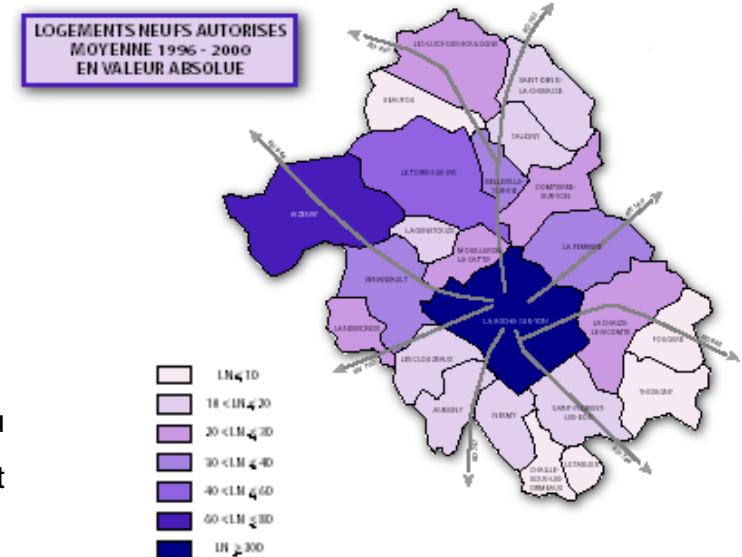 LOGEMENTS NEUFS AUTORISES
MOYENNE 1996 - 2000
EN VALEUR ABSOLUE
LES-LUCS-SUR-BOULOGNE
SAINT-DENIS-
LA-CHEVASSE
BEAUFOU
SALIGNY
LE POIRE-SUR-VIE
BELLEVILLE-
SUR-VIE
DOMPIERRE-
SUR-YON
AIZENAY
LA GENETOUZE
MOUILLERON-
LE-CAPTIF
LA FERRIERE
VENANSAULT
LA ROCHE-SUR-YON
LANDERONDE
LA CHAIZE-
LE-VICOMTE
FOUGERE
LES CLOUZEAUX
THORIGNY
AUBIGNY
NESMY
SAINT-FLORENT-
DES-BOIS
CHAILLE-
SOUS-LES-
ORMEAUX
LE TABLIER
LN ⩽ 10
10 < LN ⩽ 20
20 < LN ⩽ 30
30 < LN ⩽ 40
40 < LN ⩽ 60
60 < LN ⩽ 80
LN ⩾ 300
t